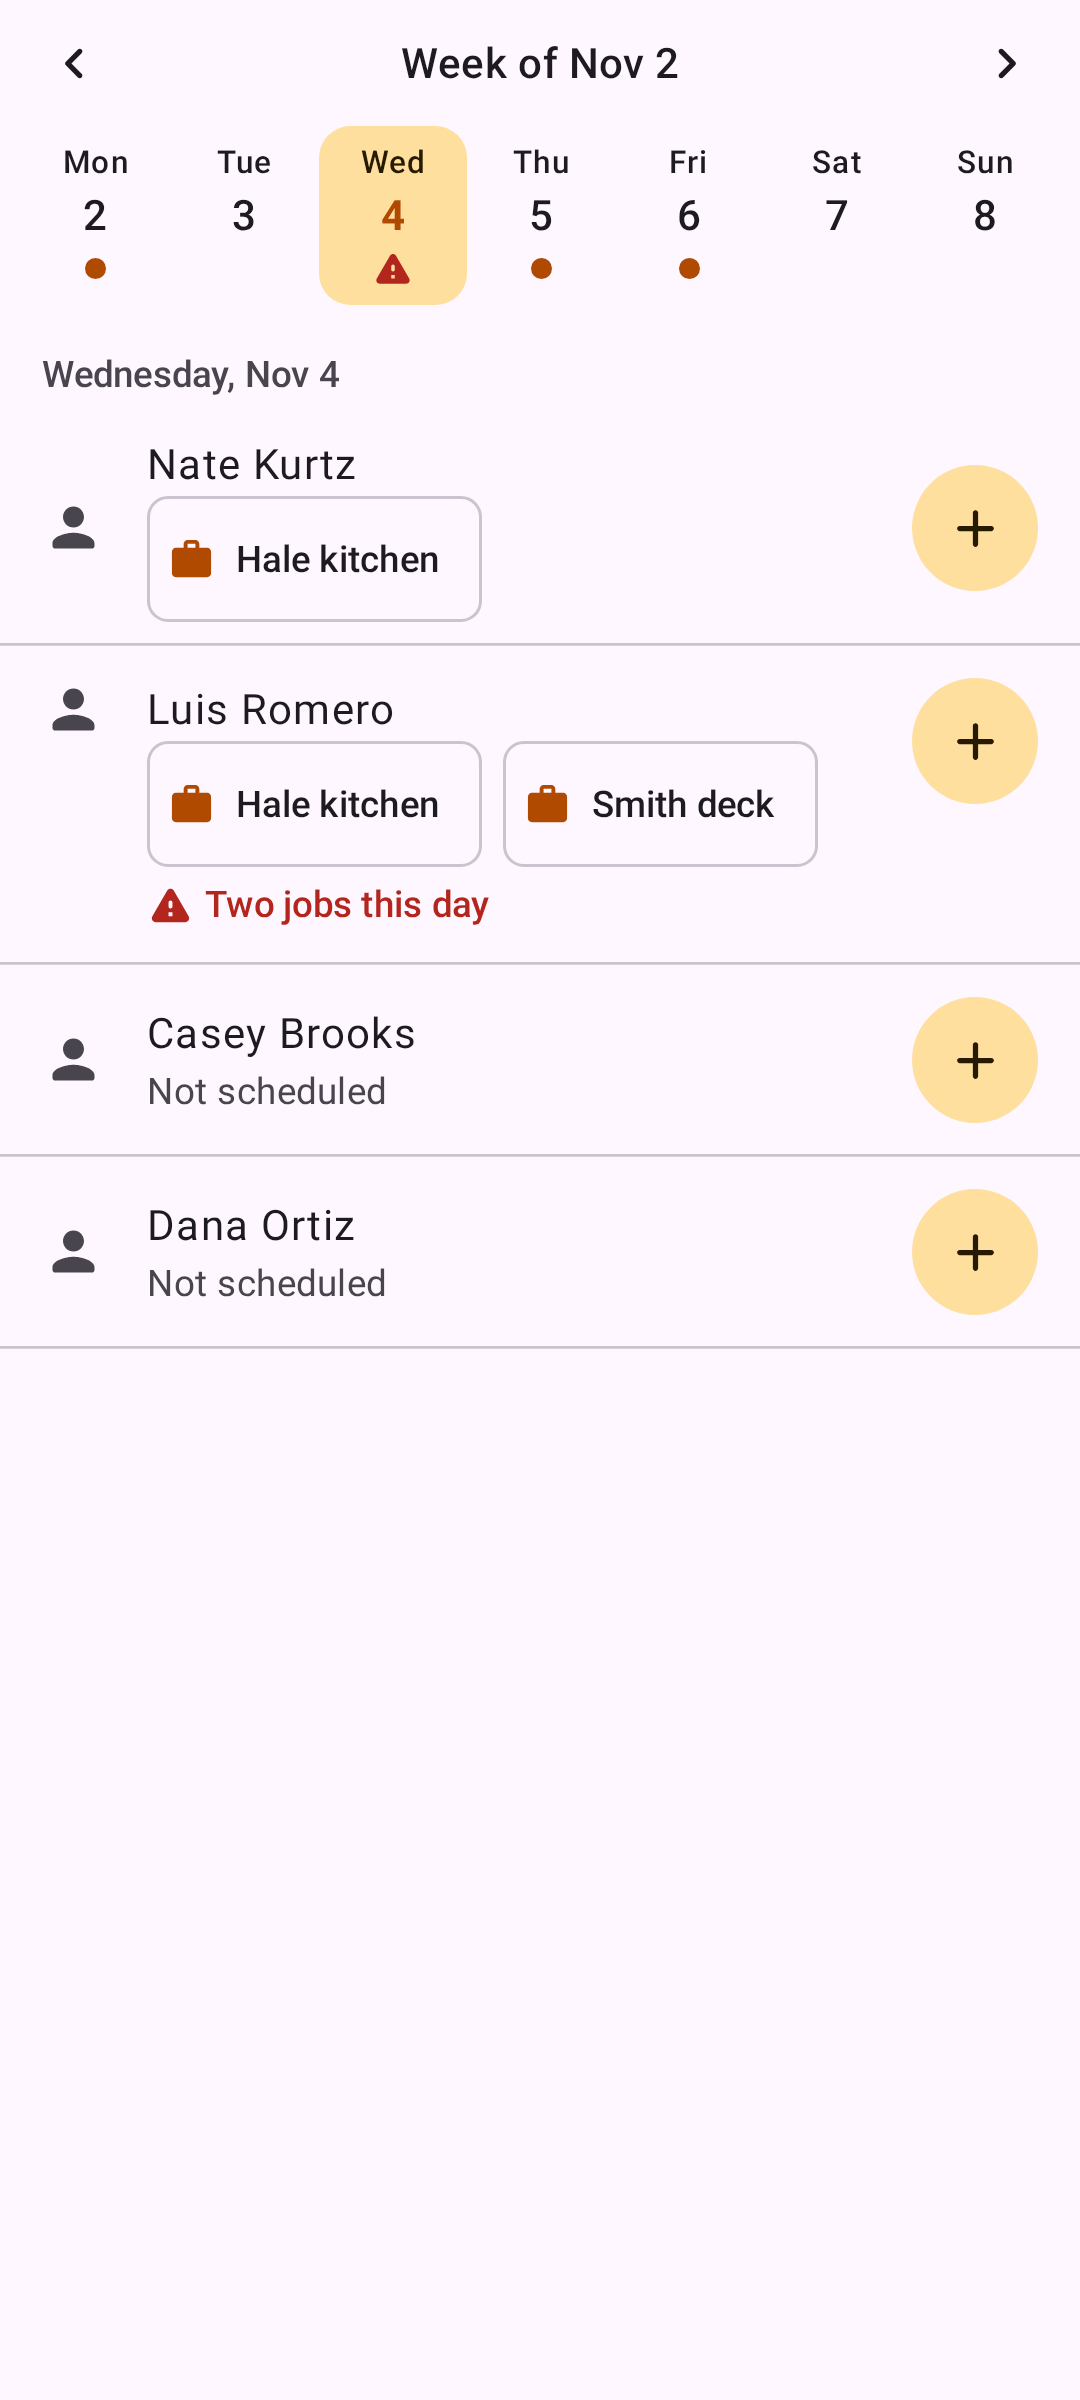 Week of Nov 2
Mon Tue Wed Thu Fri Sat Sun
2 3 4 5 6 7 8
Wednesday, Nov 4
Nate Kurtz
Hale kitchen
Luis Romero
Hale kitchen Smith deck
Two jobs this day
Casey Brooks
Not scheduled
Dana Ortiz
Not scheduled